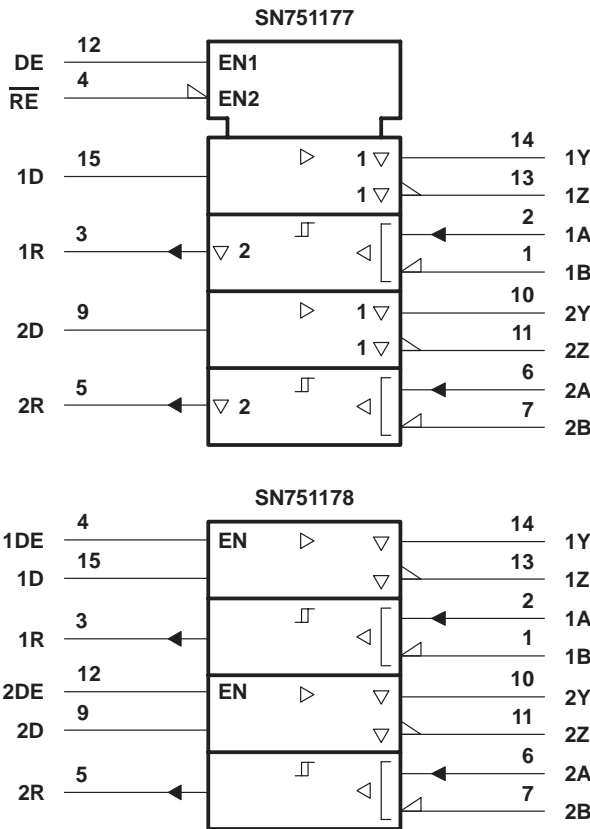 SN751177
DE 12 EN1
RE 4 EN2
1D 15 1 14 1Y
1 13 1Z
1R 3 2 2 1A
1 1B
2D 9 1 10 2Y
1 11 2Z
2R 5 2 6 2A
7 2B
SN751178
1DE 4 EN 14 1Y
1D 15 13 1Z
1R 3 2 1A
1 1B
2DE 12 EN 10 2Y
2D 9 11 2Z
2R 5 6 2A
7 2B